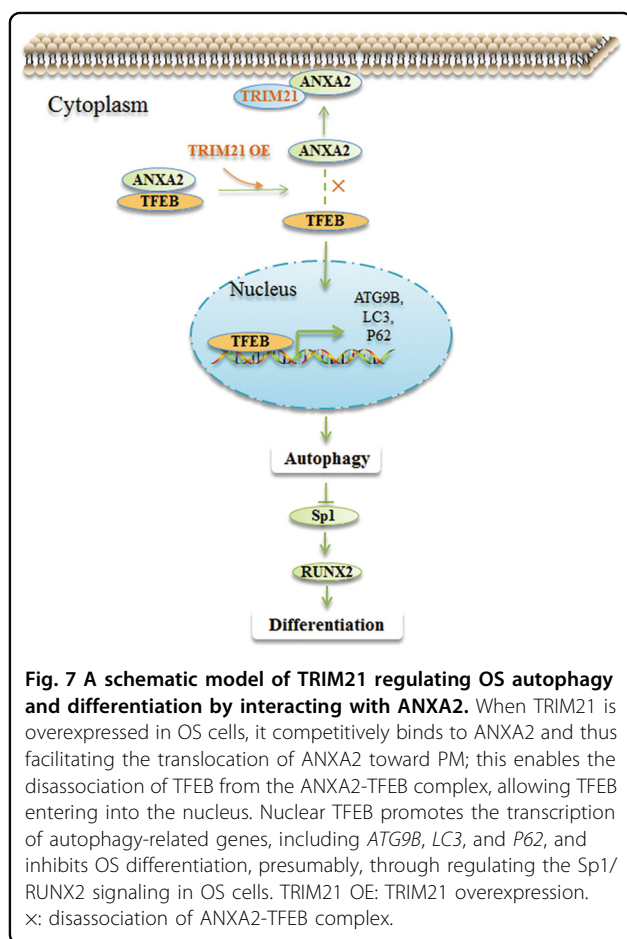 ANXA2
TRIM21
Cytoplasm
TRIM21 OE
ANXA2
ANXA2
TFEB
×
TFEB
Nucleus
ATG9B,
LC3,
P62
TFEB
Autophagy
Sp1
RUNX2
Differentiation
Fig. 7 A schematic model of TRIM21 regulating OS autophagy
and differentiation by interacting with ANXA2. When TRIM21 is
overexpressed in OS cells, it competitively binds to ANXA2 and thus
facilitating the translocation of ANXA2 toward PM; this enables the
disassociation of TFEB from the ANXA2-TFEB complex, allowing TFEB
entering into the nucleus. Nuclear TFEB promotes the transcription
of autophagy-related genes, including ATG9B, LC3, and P62, and
inhibits OS differentiation, presumably, through regulating the Sp1/
RUNX2 signaling in OS cells. TRIM21 OE: TRIM21 overexpression.
×: disassociation of ANXA2-TFEB complex.